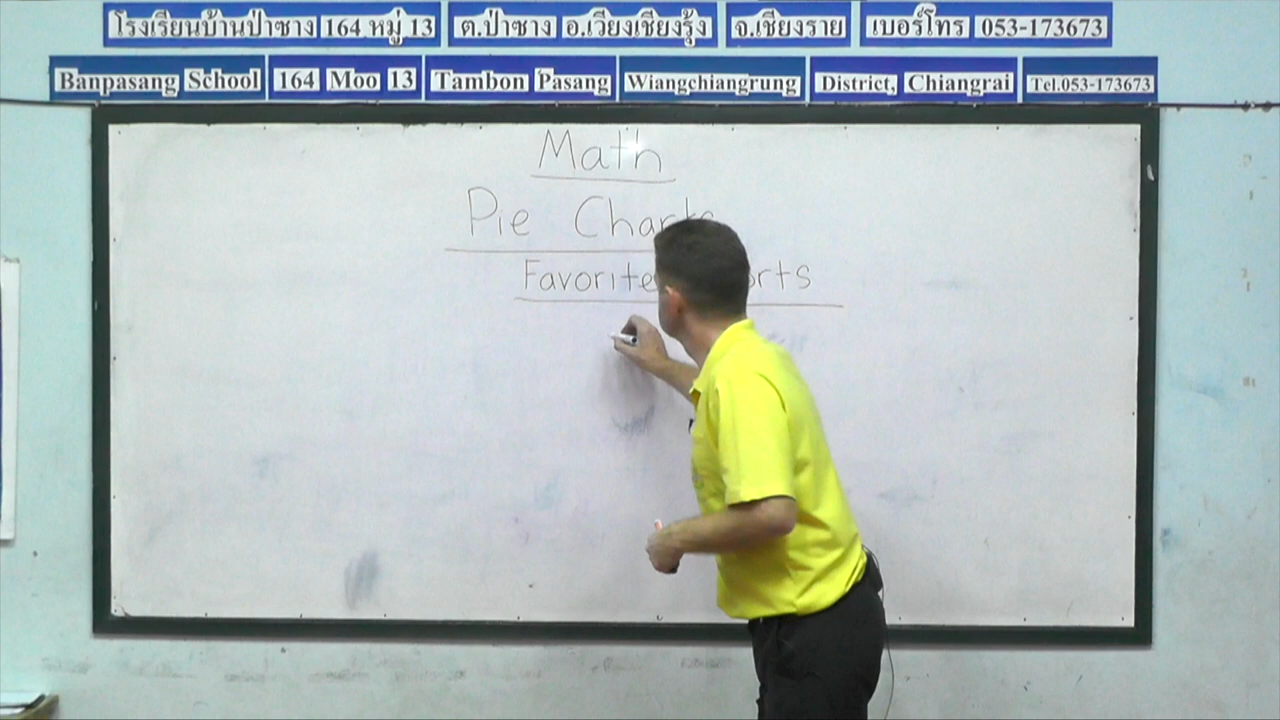 โรงเรียนบ้านป่าซาง 164 หมู่ 13 ต.ป่าซาง อ.เวียงเชียงรุ้ง จ.เชียงราย เบอร์โทร 053-173673
Banpasang School 164 Moo 13 Tambon Pasang Wiangchiangrung District, Chiangrai Tel.053-173673
Math
Pie Charts
Favorite